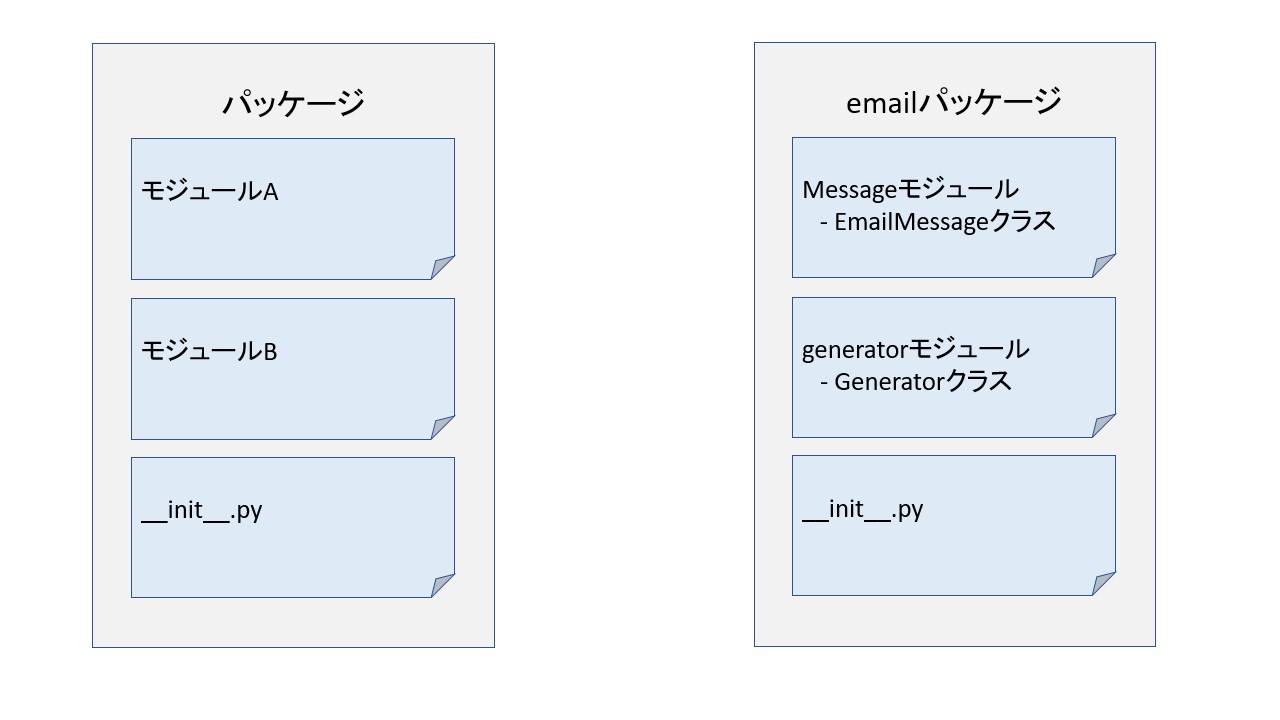 パッケージ
モジュールA
モジュールB
__init__.py
emailパッケージ
Messageモジュール
- EmailMessageクラス
generatorモジュール
- Generatorクラス
__init__.py